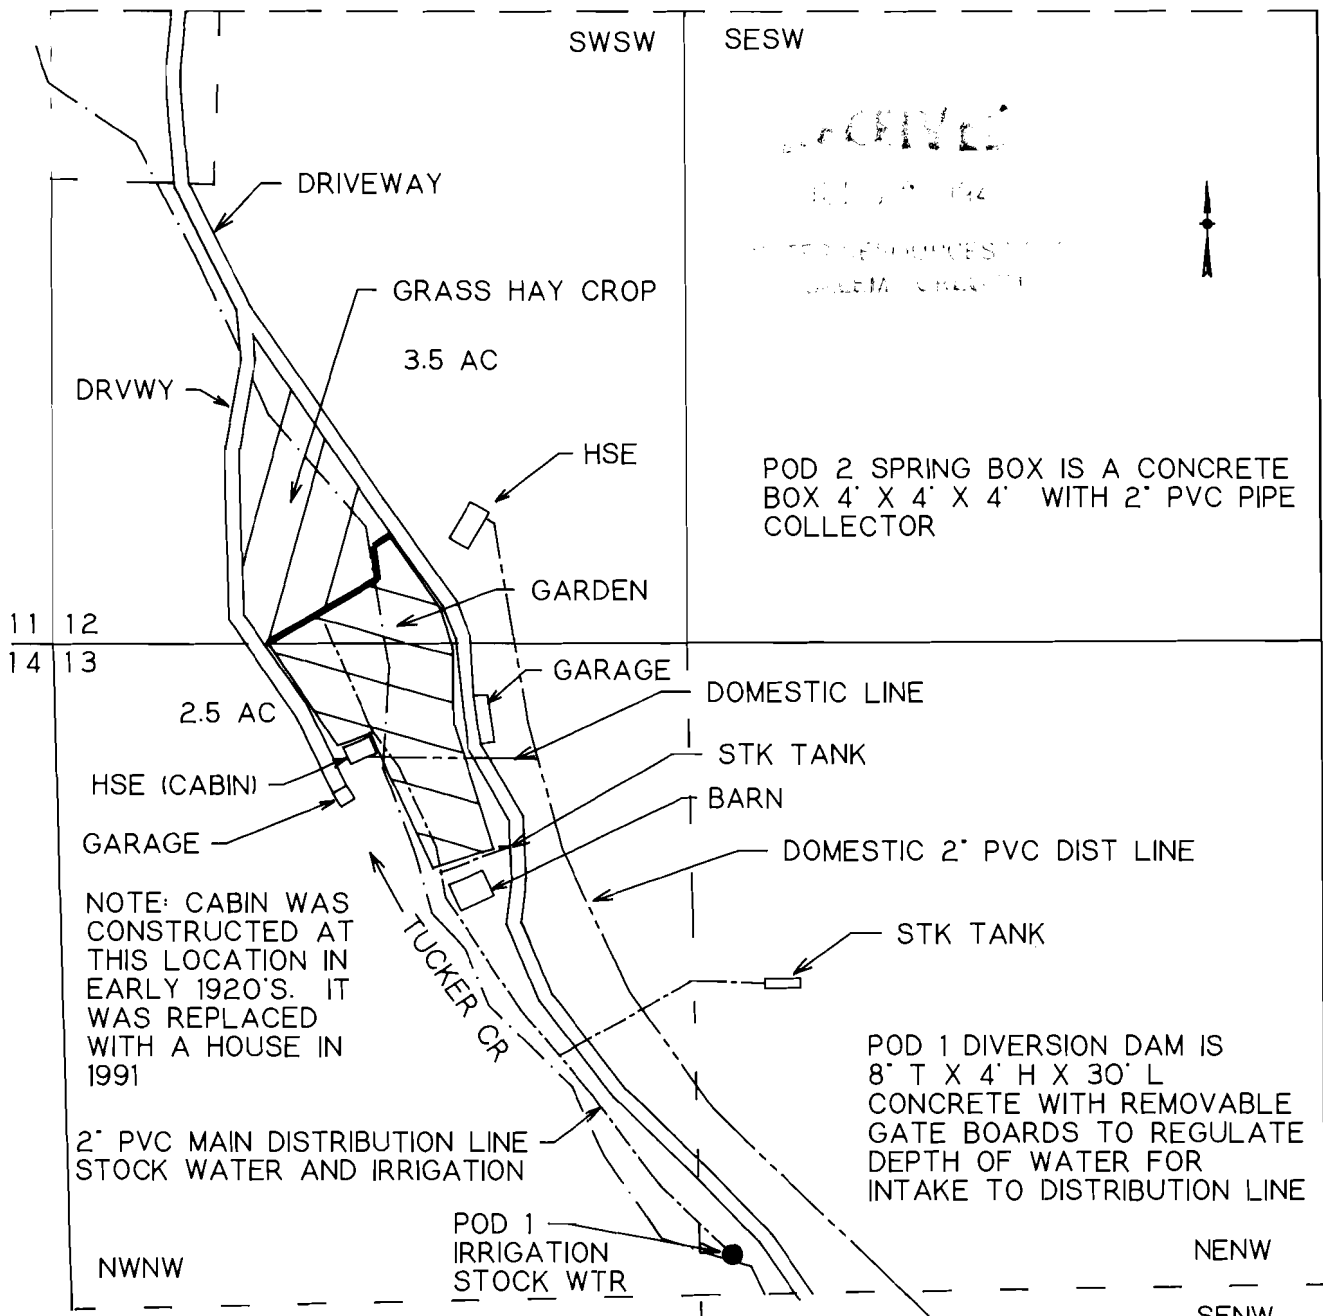 SWSW
SESW
DRIVEWAY
GRASS HAY CROP
3.5 AC
DRVWY
HSE
POD 2 SPRING BOX IS A CONCRETE
BOX 4' X 4' X 4' WITH 2" PVC PIPE
COLLECTOR
GARDEN
11 12
14 13
GARAGE
DOMESTIC LINE
2.5 AC
STK TANK
HSE (CABIN)
BARN
GARAGE
DOMESTIC 2" PVC DIST LINE
NOTE: CABIN WAS
CONSTRUCTED AT
THIS LOCATION IN
EARLY 1920'S. IT
WAS REPLACED
WITH A HOUSE IN
1991
TUCKER CR
STK TANK
POD 1 DIVERSION DAM IS
8" T X 4' H X 30' L
CONCRETE WITH REMOVABLE
GATE BOARDS TO REGULATE
DEPTH OF WATER FOR
INTAKE TO DISTRIBUTION LINE
2" PVC MAIN DISTRIBUTION LINE
STOCK WATER AND IRRIGATION
POD 1
IRRIGATION
STOCK WTR
NWNW
NENW
SENW